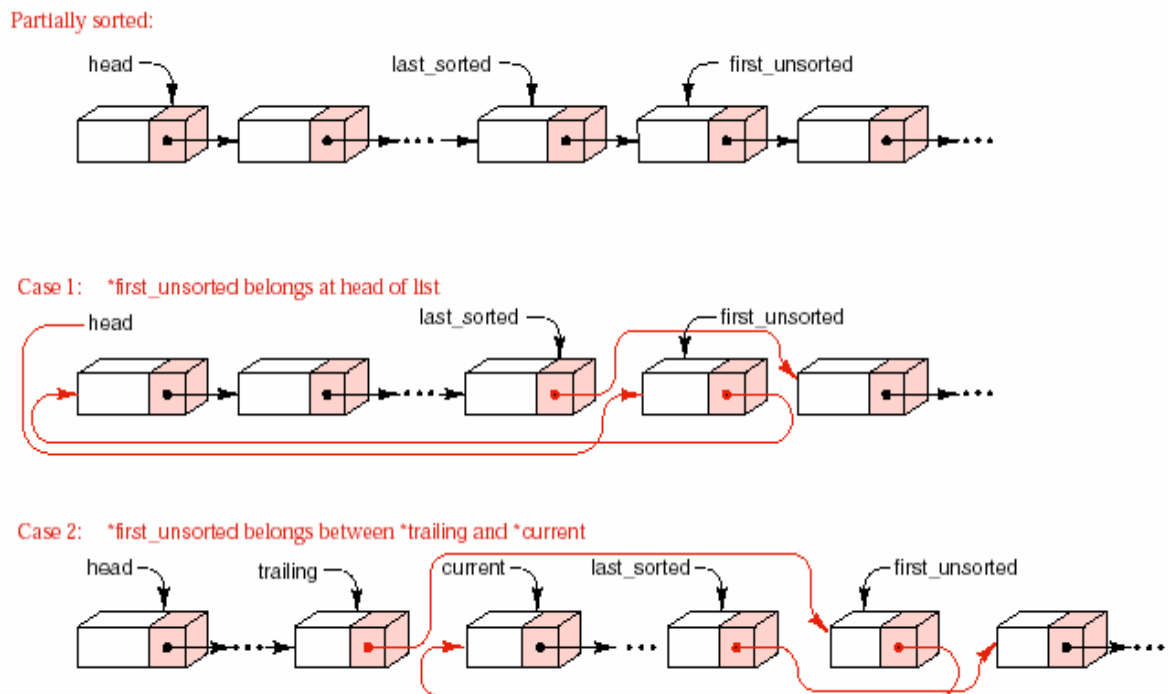 Partially sorted:
head last_sorted first_unsorted
Case 1: *first_unsorted belongs at head of list
head last_sorted first_unsorted
Case 2: *first_unsorted belongs between *trailing and *current
head trailing current last_sorted first_unsorted